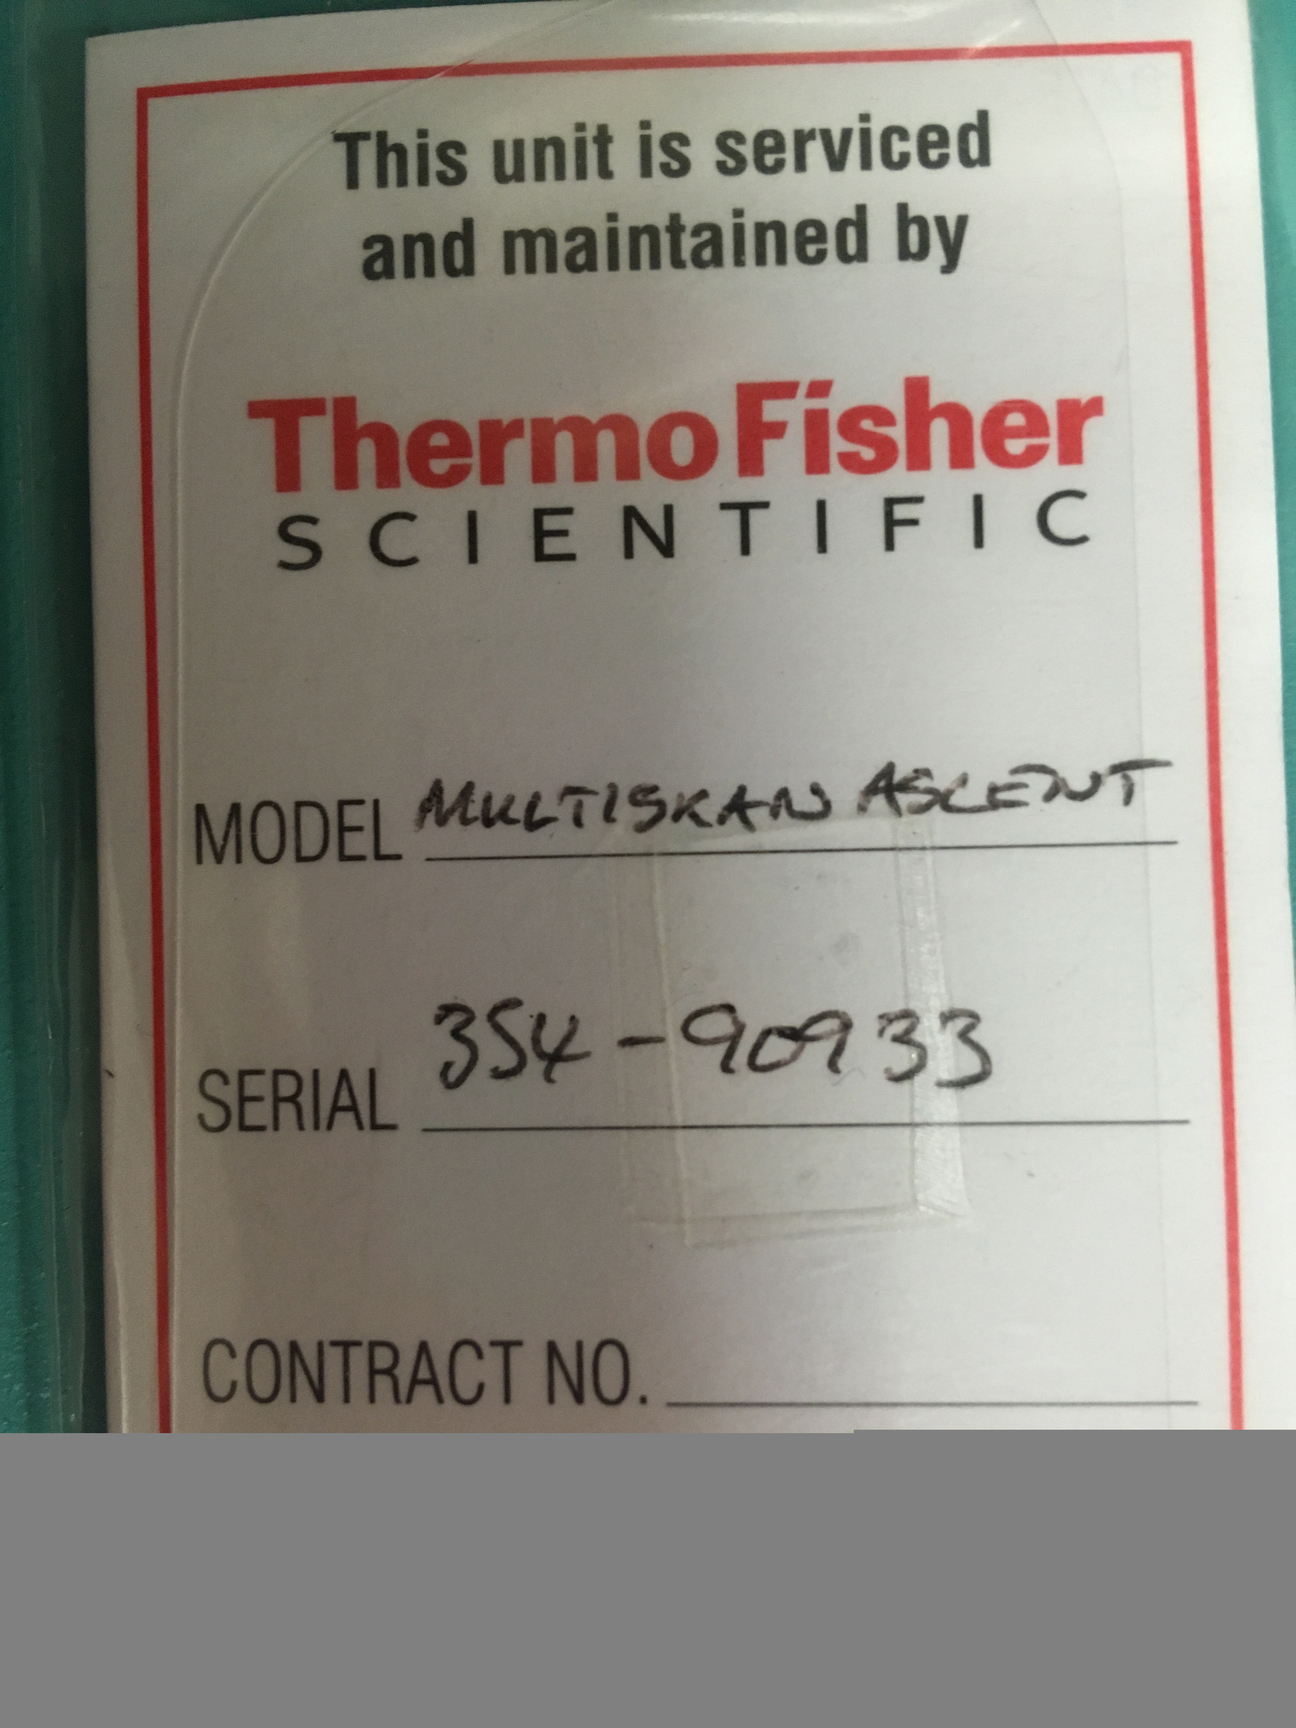 This unit is serviced
and maintained by
ThermoFisher
SCIENTIFIC
MODEL MULTISKAN ASCENT
SERIAL 354-90933
CONTRACT NO.